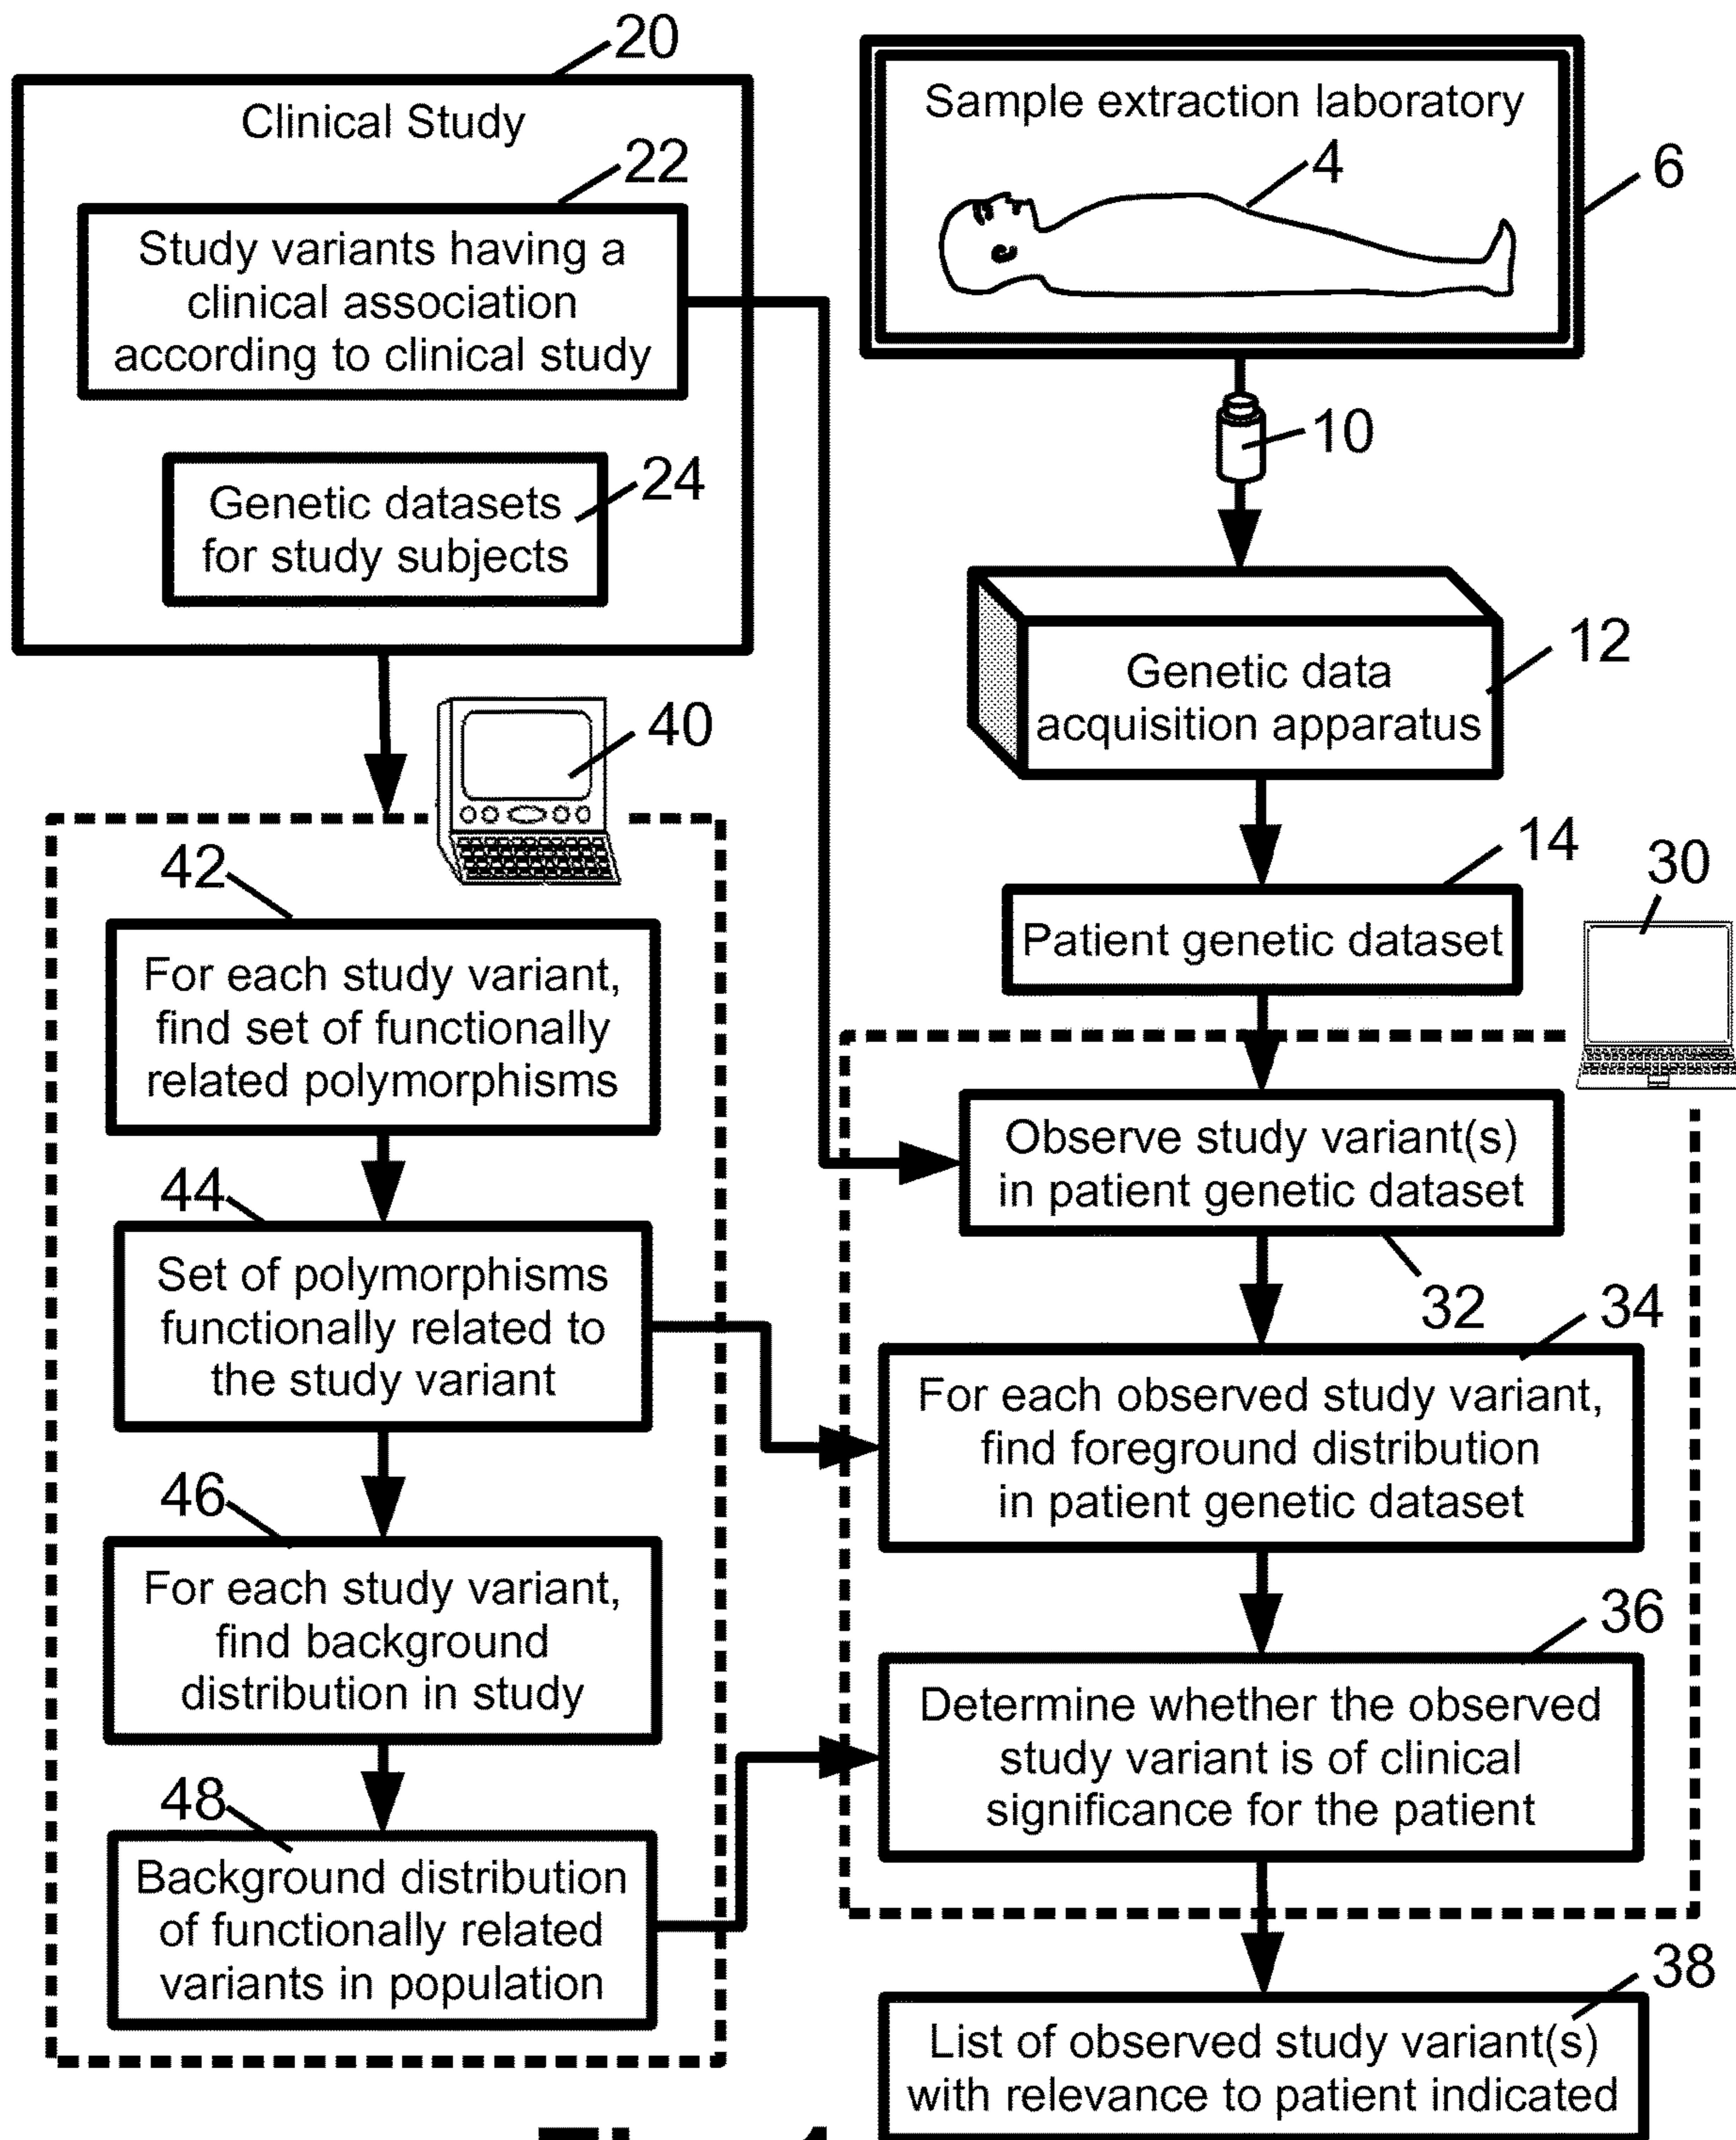 20
Clinical Study
22
Study variants having a
clinical association
according to clinical study
24
Genetic datasets
for study subjects
40
42
For each study variant,
find set of functionally
related polymorphisms
44
Set of polymorphisms
functionally related to
the study variant
46
For each study variant,
find background
distribution in study
48
Background distribution
of functionally related
variants in population
Sample extraction laboratory
4
6
10
12
Genetic data
acquisition apparatus
14
Patient genetic dataset
30
Observe study variant(s)
in patient genetic dataset
32
34
For each observed study variant,
find foreground distribution
in patient genetic dataset
36
Determine whether the observed
study variant is of clinical
significance for the patient
38
List of observed study variant(s)
with relevance to patient indicated